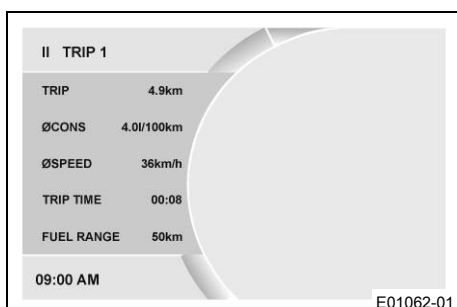 II TRIP 1
TRIP 4.9km
ØCONS 4.0l/100km
ØSPEED 36km/h
TRIP TIME 00:08
FUEL RANGE 50km
09:00 AM
E01062-01